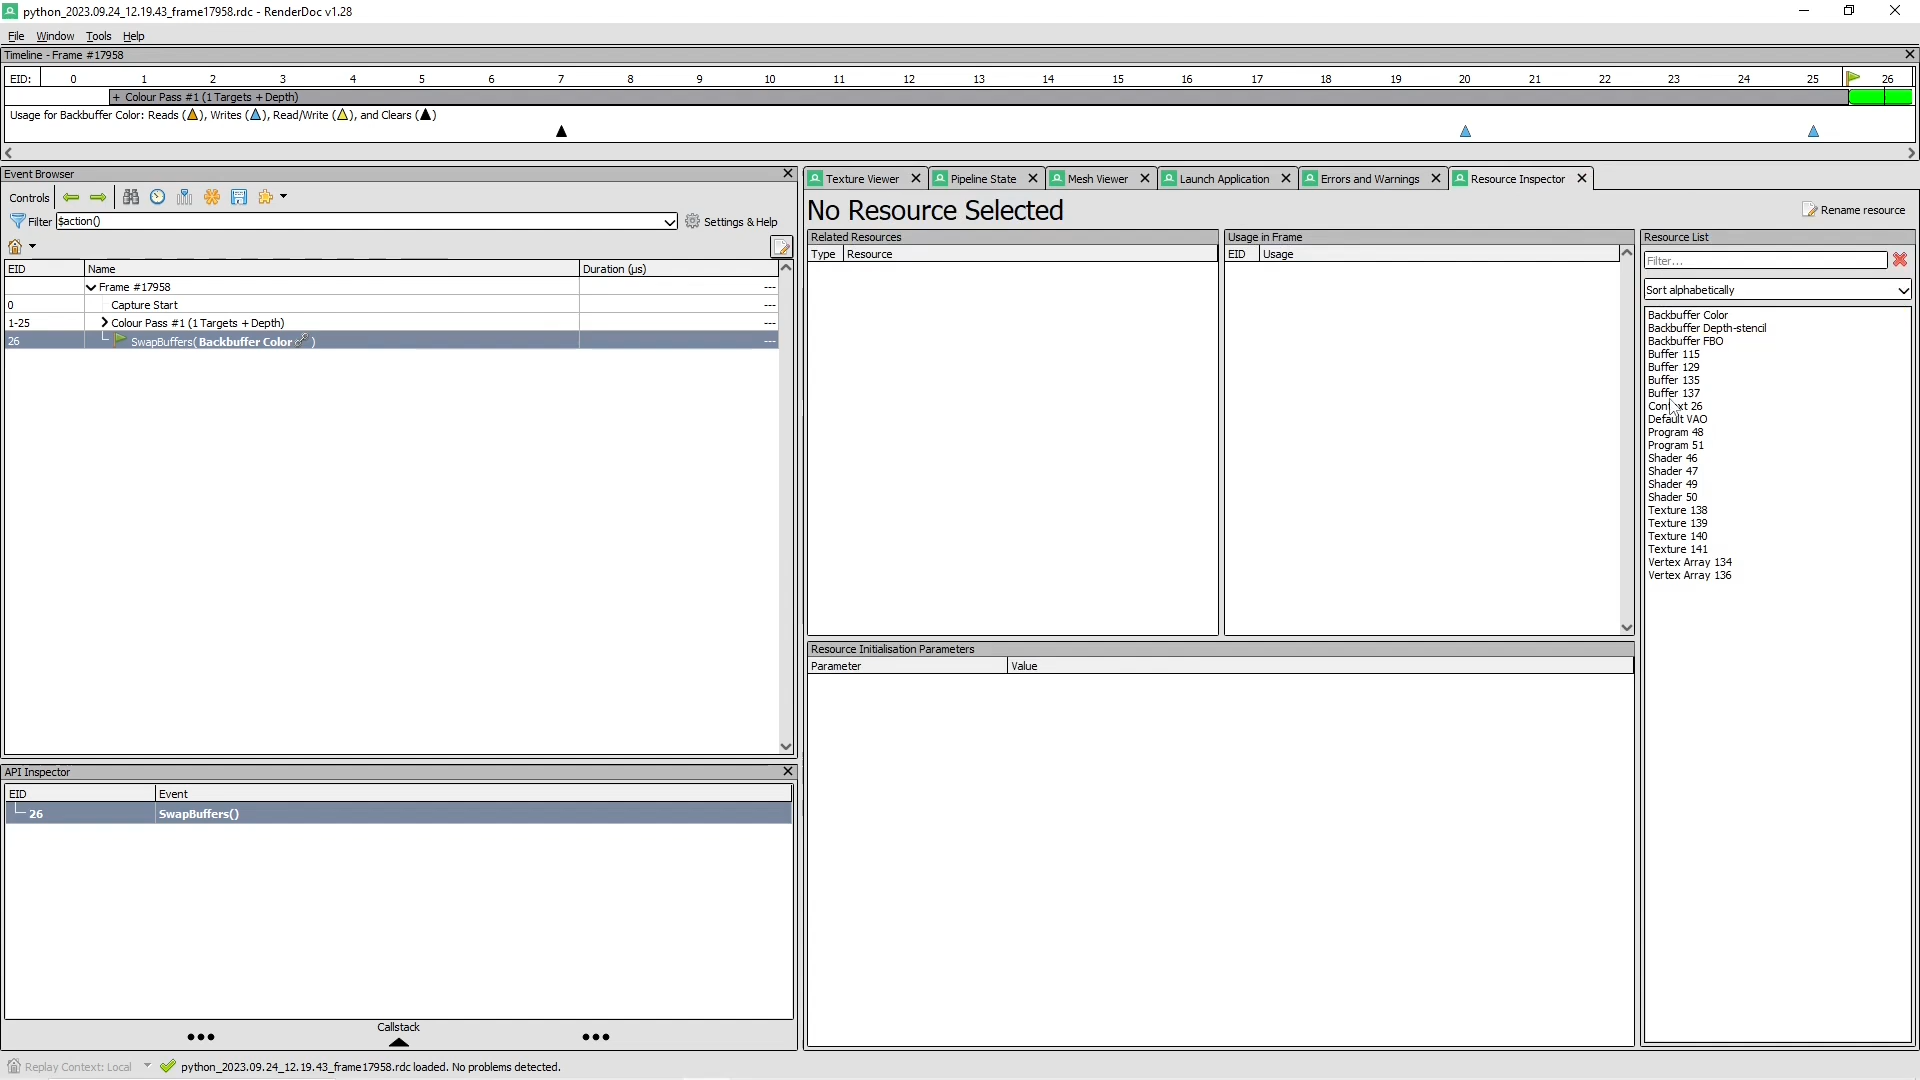 python_2023.09.24_12.19.43_frame17958.rdc - RenderDoc v1.28
File Window Tools Help
Timeline - Frame #17958
EID: 0 1 2 3 4 5 6 7 8 9 10 11 12 13 14 15 16 17 18 19 20 21 22 23 24 25 26
+ Colour Pass #1 (1 Targets + Depth)
Usage for Backbuffer Color: Reads ( ), Writes ( ), Read/Write ( ), and Clears ( )
Event Browser
Controls
Filter $action() Settings & Help
EID Name Duration (µs)
Frame #17958 ---
0 Capture Start ---
1-25 Colour Pass #1 (1 Targets + Depth) ---
26 SwapBuffers( Backbuffer Color ) ---
API Inspector
EID Event
26 SwapBuffers()
Callstack
Texture Viewer Pipeline State Mesh Viewer Launch Application Errors and Warnings Resource Inspector
No Resource Selected
Rename resource
Related Resources
Type Resource
Usage in Frame
EID Usage
Resource Initialisation Parameters
Parameter Value
Resource List
Filter...
Sort alphabetically
Backbuffer Color
Backbuffer Depth-stencil
Backbuffer FBO
Buffer 115
Buffer 129
Buffer 135
Buffer 137
Context 26
Default VAO
Program 48
Program 51
Shader 46
Shader 47
Shader 49
Shader 50
Texture 138
Texture 139
Texture 140
Texture 141
Vertex Array 134
Vertex Array 136
Replay Context: Local python_2023.09.24_12.19.43_frame17958.rdc loaded. No problems detected.